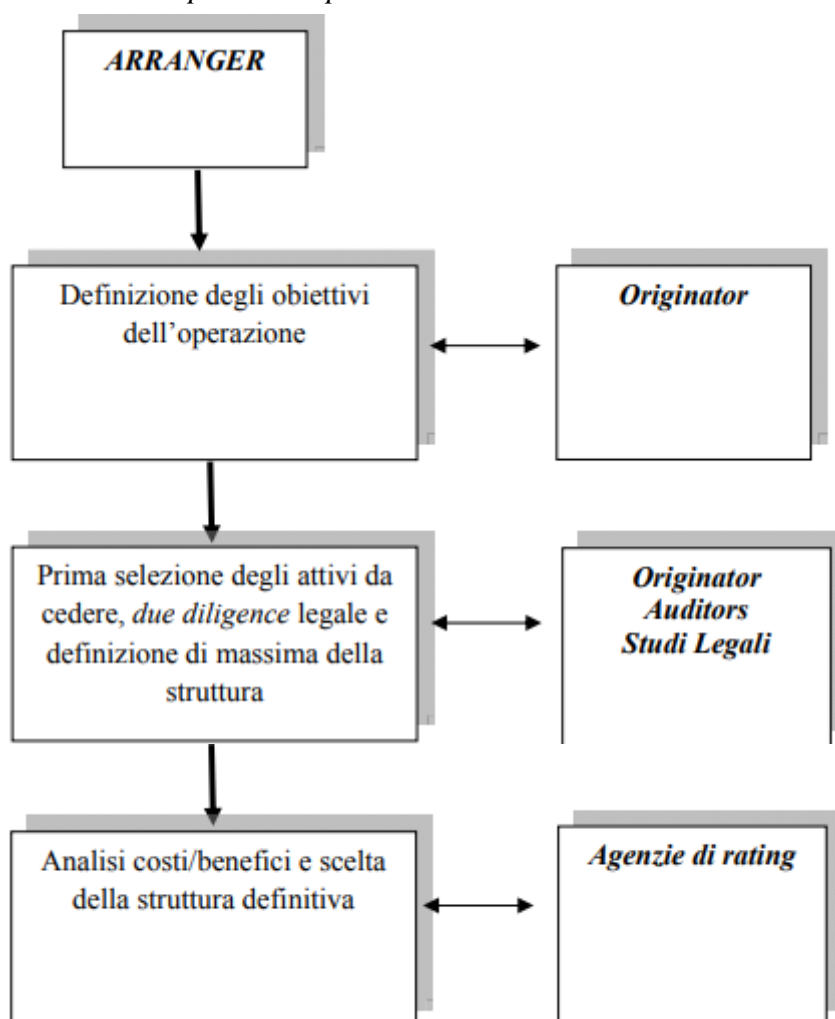 ARRANGER
Definizione degli obiettivi
dell’operazione
Originator
Prima selezione degli attivi da
cedere, due diligence legale e
definizione di massima della
struttura
Originator
Auditors
Studi Legali
Analisi costi/benefici e scelta
della struttura definitiva
Agenzie di rating